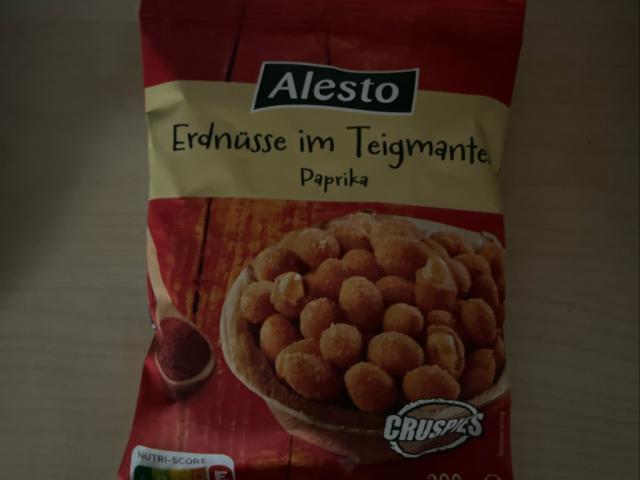 Alesto
Erdnüsse im Teigmantel
Paprika
CRUSPIES
NUTRI-SCORE